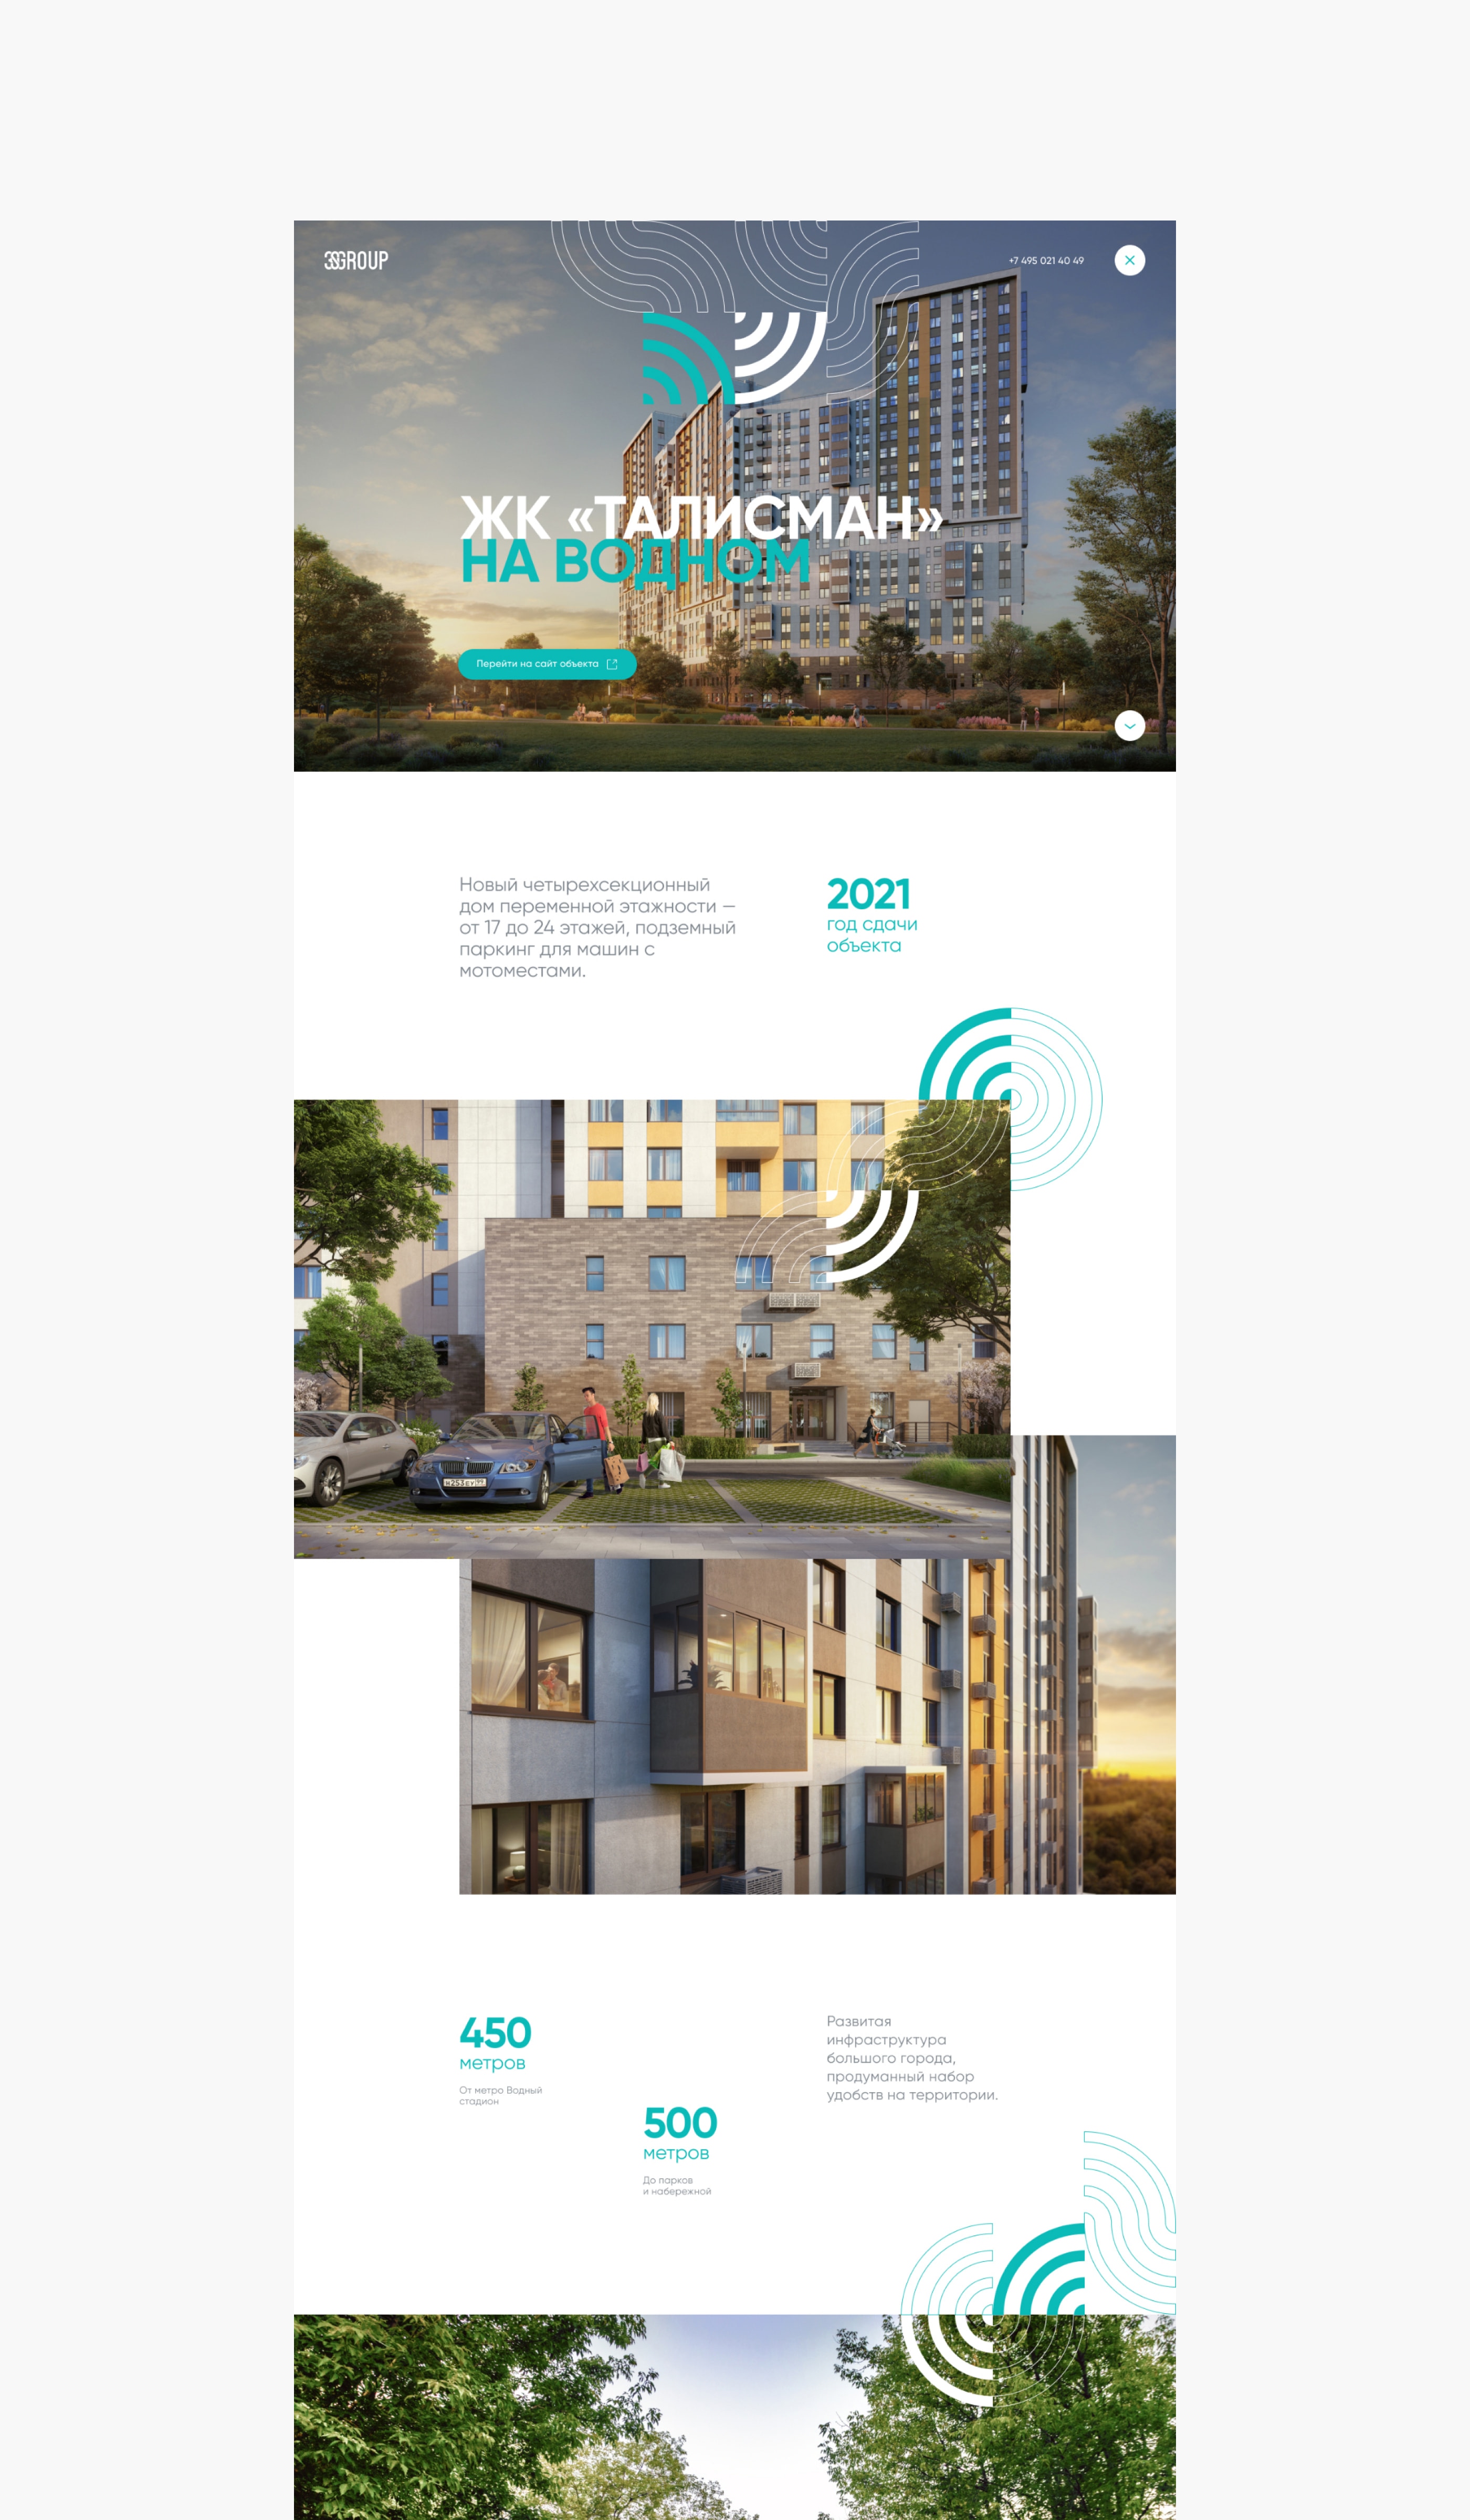 3SGROUP
+7 495 021 40 49
ЖК «ТАЛИСМАН»
НА ВОДНОМ
Перейти на сайт объекта
Новый четырехсекционный
дом переменной этажности —
от 17 до 24 этажей, подземный
паркинг для машин с
мотоместами.
2021
год сдачи
объекта
н253еу
450
метров
От метро Водный
стадион
500
метров
До парков
и набережной
Развитая
инфраструктура
большого города,
продуманный набор
удобств на территории.